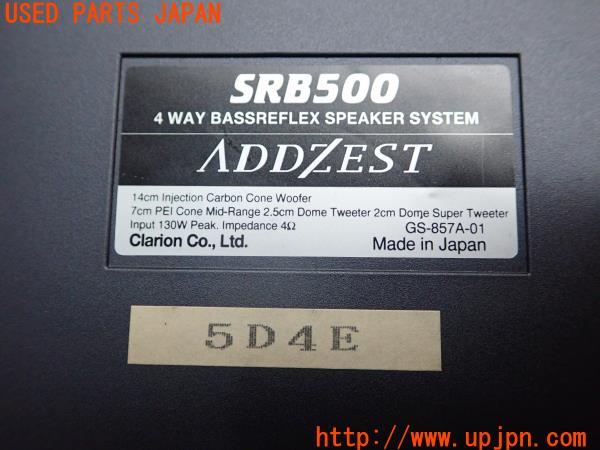 USED PARTS JAPAN
SRB500
4 WAY BASSREFLEX SPEAKER SYSTEM
ADDZEST
14cm Injection Carbon Cone Woofer
7cm PEI Cone Mid-Range 2.5cm Dome Tweeter 2cm Dome Super Tweeter
Input 130W Peak. Impedance 4Ω GS-857A-01
Clarion Co., Ltd. Made in Japan
5D4E
http://www.upjpn.com/